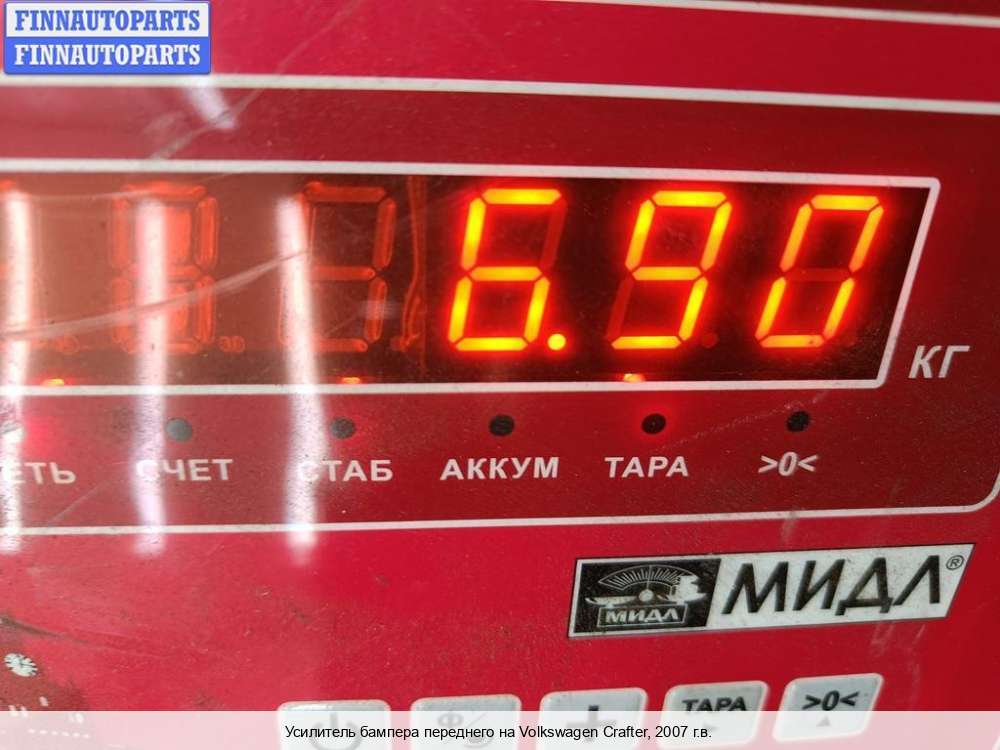 FINNAUTOPARTS
FINNAUTOPARTS
6.90
КГ
ЕТЬ СЧЕТ СТАБ АККУМ ТАРА >0<
МИДЛ МИДЛ®
ТАРА >0<
Усилитель бампера переднего на Volkswagen Crafter, 2007 г.в.